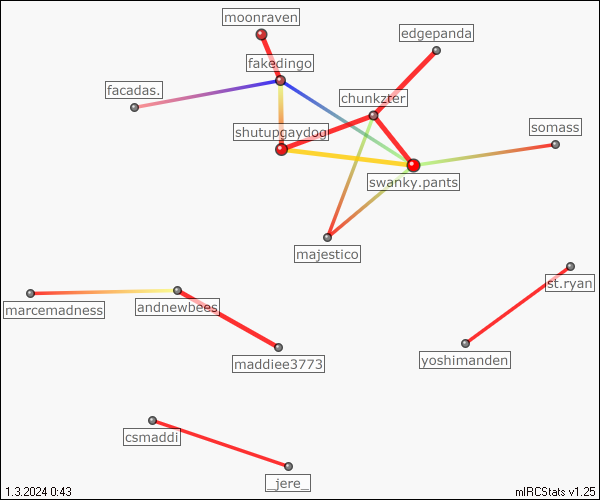 moonraven
edgepanda
fakedingo
facadas.
chunkzter
shutupgaydog
somass
swanky.pants
majestico
st.ryan
marcemadness
andnewbees
maddiee3773
yoshimanden
csmaddi
_jere_
1.3.2024 0:43
mIRCStats v1.25